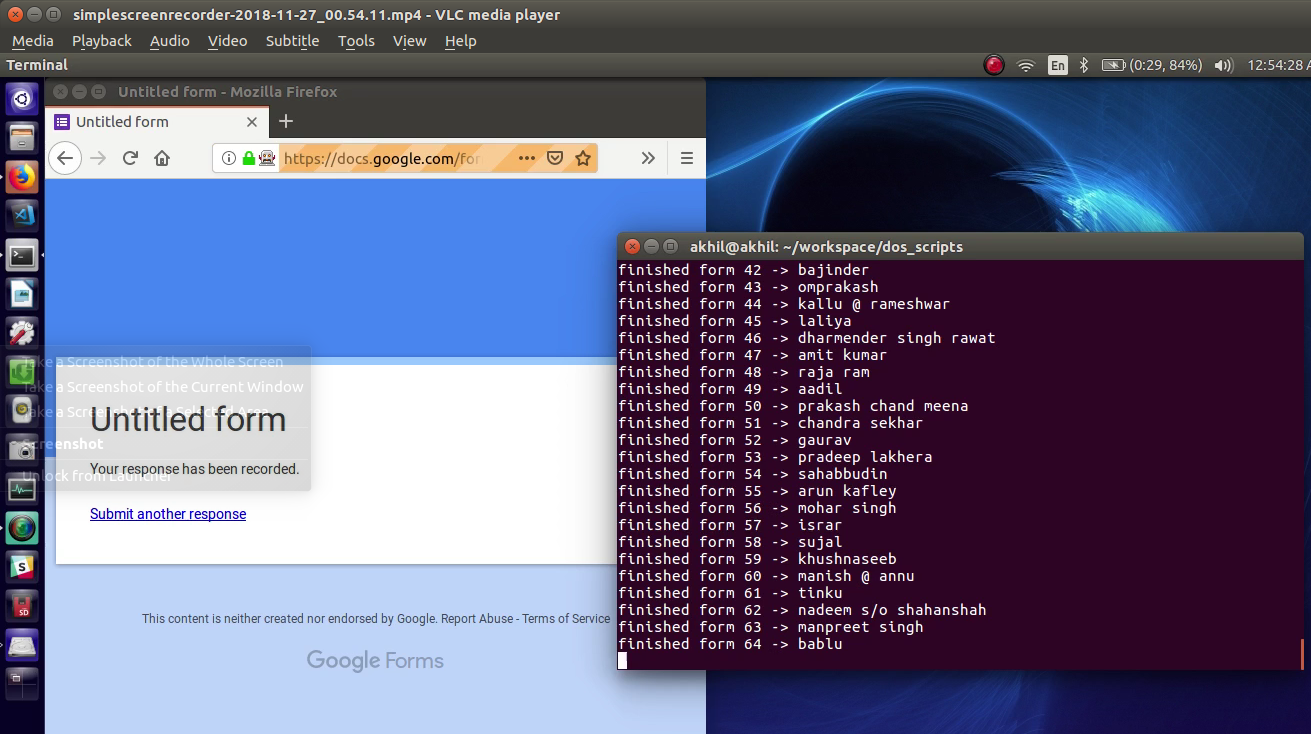 simplescreenrecorder-2018-11-27_00.54.11.mp4 - VLC media player
Media Playback Audio Video Subtitle Tools View Help
Terminal En (0:29, 84%) 12:54:28 A
Untitled form - Mozilla Firefox
Untitled form
https://docs.google.com/for
Take a Screenshot of the Whole Screen
Take a Screenshot of the Current Window
Take a Screenshot of a Selected Area
Untitled form
Screenshot
Your response has been recorded.
Unlock from Launcher
Submit another response
This content is neither created nor endorsed by Google. Report Abuse - Terms of Service
Google Forms
akhil@akhil: ~/workspace/dos_scripts
finished form 42 -> bajinder
finished form 43 -> omprakash
finished form 44 -> kallu @ rameshwar
finished form 45 -> laliya
finished form 46 -> dharmender singh rawat
finished form 47 -> amit kumar
finished form 48 -> raja ram
finished form 49 -> aadil
finished form 50 -> prakash chand meena
finished form 51 -> chandra sekhar
finished form 52 -> gaurav
finished form 53 -> pradeep lakhera
finished form 54 -> sahabbudin
finished form 55 -> arun kafley
finished form 56 -> mohar singh
finished form 57 -> israr
finished form 58 -> sujal
finished form 59 -> khushnaseeb
finished form 60 -> manish @ annu
finished form 61 -> tinku
finished form 62 -> nadeem s/o shahanshah
finished form 63 -> manpreet singh
finished form 64 -> bablu
S
SD